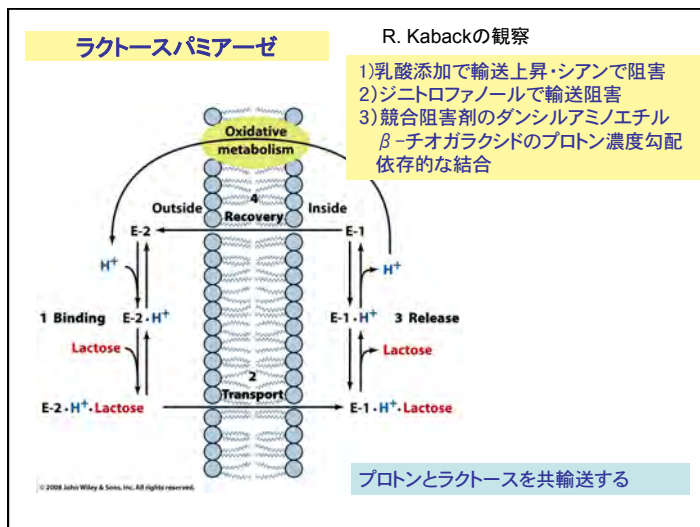 ラクトースパミアーゼ
R. Kabackの観察
1)乳酸添加で輸送上昇・シアンで阻害
2)ジニトロファノールで輸送阻害
3)競合阻害剤のダンシルアミノエチル
β-チオガラクシドのプロトン濃度勾配
依存的な結合
Oxidative
metabolism
Outside
4
Recovery
Inside
E-2
E-1
H+
H+
1 Binding
E-2·H+
E-1·H+
3 Release
Lactose
Lactose
2
Transport
E-2·H+·Lactose
E-1·H+·Lactose
プロトンとラクトースを共輸送する
© 2008 John Wiley & Sons, Inc. All rights reserved.